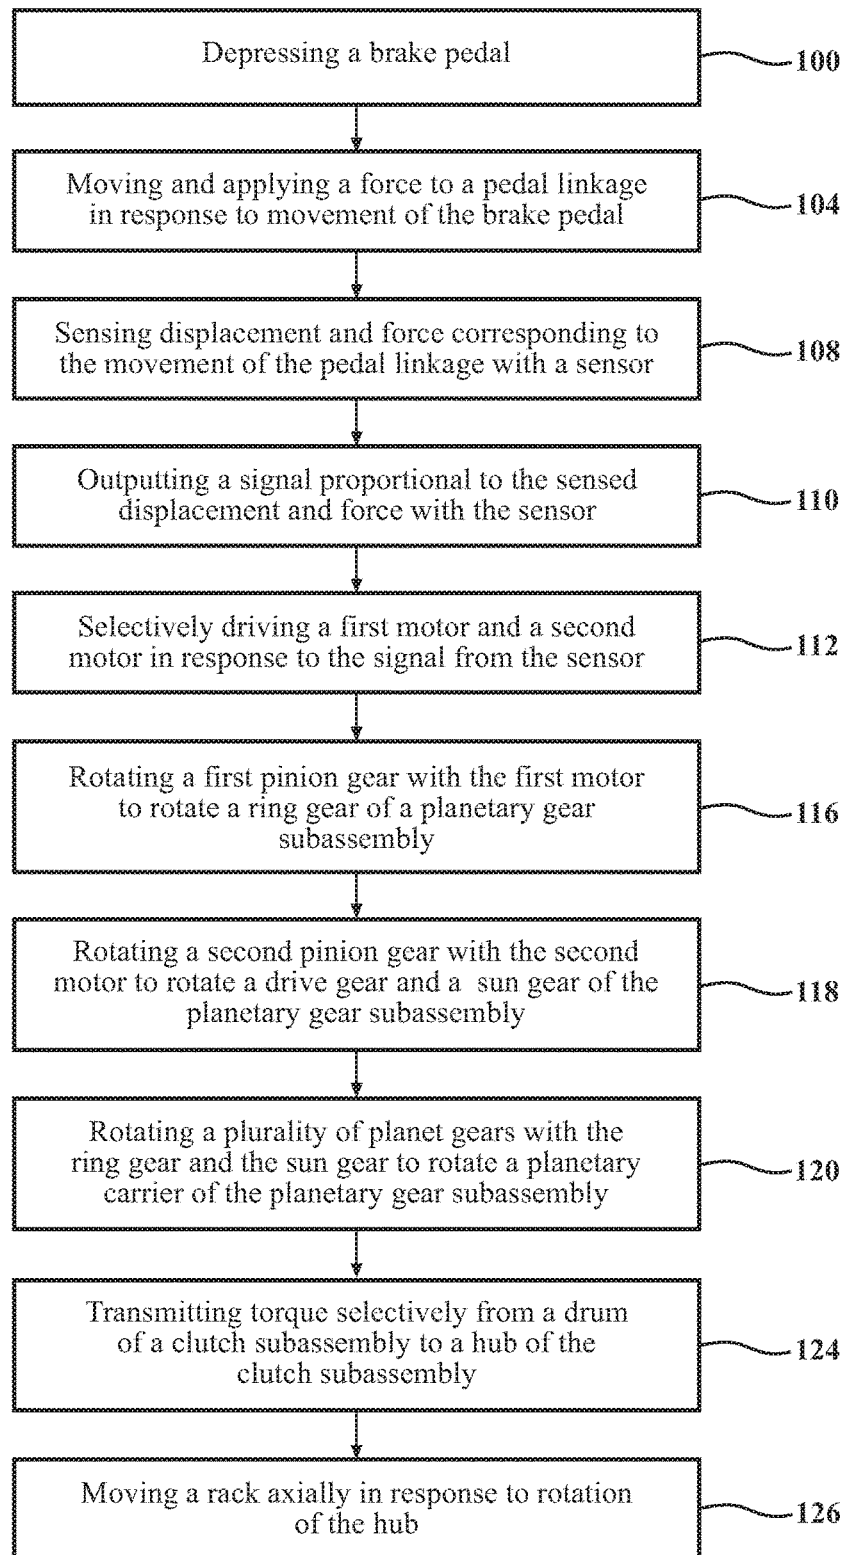 Depressing a brake pedal
100
Moving and applying a force to a pedal linkage
in response to movement of the brake pedal
104
Sensing displacement and force corresponding to
the movement of the pedal linkage with a sensor
108
Outputting a signal proportional to the sensed
displacement and force with the sensor
110
Selectively driving a first motor and a second
motor in response to the signal from the sensor
112
Rotating a first pinion gear with the first motor
to rotate a ring gear of a planetary gear
subassembly
116
Rotating a second pinion gear with the second
motor to rotate a drive gear and a sun gear of the
planetary gear subassembly
118
Rotating a plurality of planet gears with the
ring gear and the sun gear to rotate a planetary
carrier of the planetary gear subassembly
120
Transmitting torque selectively from a drum
of a clutch subassembly to a hub of the
clutch subassembly
124
Moving a rack axially in response to rotation
of the hub
126